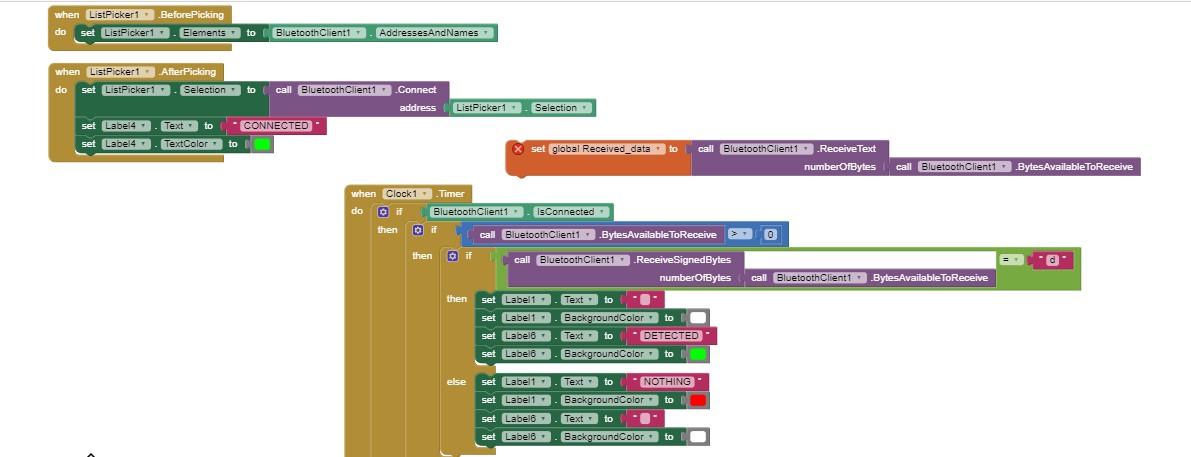 when ListPicker1 .BeforePicking
do set ListPicker1 . Elements to BluetoothClient1 . AddressesAndNames
when ListPicker1 .AfterPicking
do set ListPicker1 . Selection to call BluetoothClient1 .Connect
address ListPicker1 . Selection
set Label4 . Text to " CONNECTED "
set Label4 . TextColor to
set global Received_data to call BluetoothClient1 .ReceiveText
numberOfBytes call BluetoothClient1 .BytesAvailableToReceive
when Clock1 .Timer
do if BluetoothClient1 . IsConnected
then if call BluetoothClient1 .BytesAvailableToReceive > 0
then if call BluetoothClient1 .ReceiveSignedBytes = " d "
numberOfBytes call BluetoothClient1 .BytesAvailableToReceive
then set Label1 . Text to " "
set Label1 . BackgroundColor to
set Label6 . Text to " DETECTED "
set Label6 . BackgroundColor to
else set Label1 . Text to " NOTHING "
set Label1 . BackgroundColor to
set Label6 . Text to " "
set Label6 . BackgroundColor to